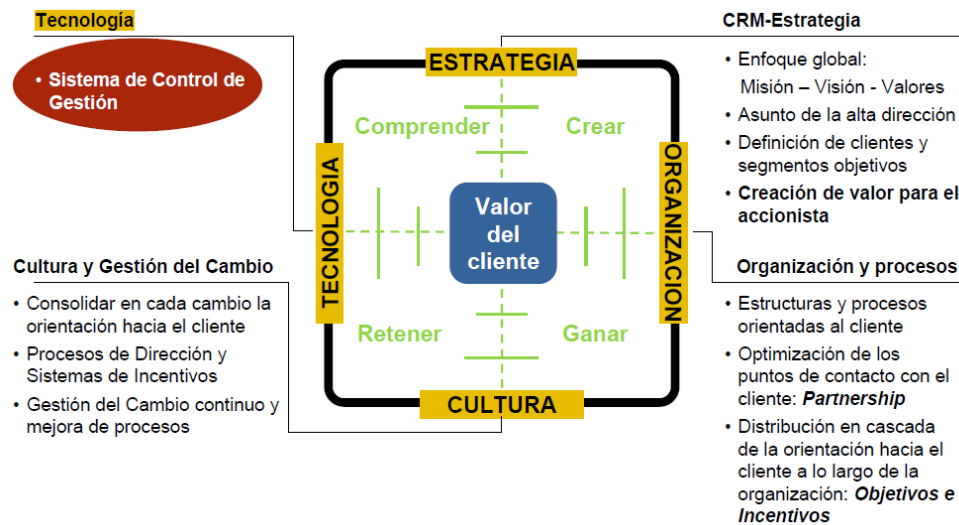 Tecnología
• Sistema de Control de
Gestión
CRM-Estrategia
• Enfoque global:
Misión – Visión - Valores
• Asunto de la alta dirección
• Definición de clientes y
segmentos objetivos
• Creación de valor para el
accionista
ESTRATEGIA
Comprender
Crear
TECNOLOGIA
Valor
del
cliente
ORGANIZACION
Retener
Ganar
CULTURA
Cultura y Gestión del Cambio
• Consolidar en cada cambio la
orientación hacia el cliente
• Procesos de Dirección y
Sistemas de Incentivos
• Gestión del Cambio continuo y
mejora de procesos
Organización y procesos
• Estructuras y procesos
orientadas al cliente
• Optimización de los
puntos de contacto con el
cliente: Partnership
• Distribución en cascada
de la orientación hacia el
cliente a lo largo de la
organización: Objetivos e
Incentivos